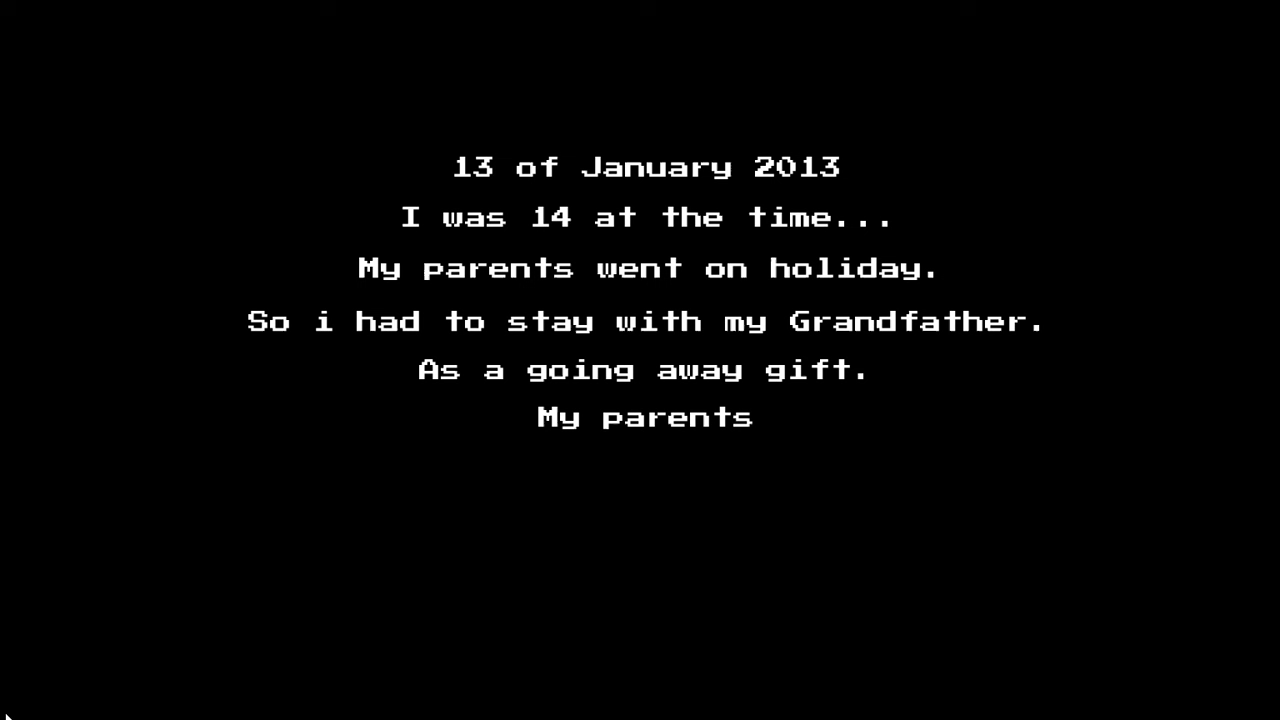 13 of January 2013
I was 14 at the time...
My parents went on holiday.
So i had to stay with my Grandfather.
As a going away gift.
My parents